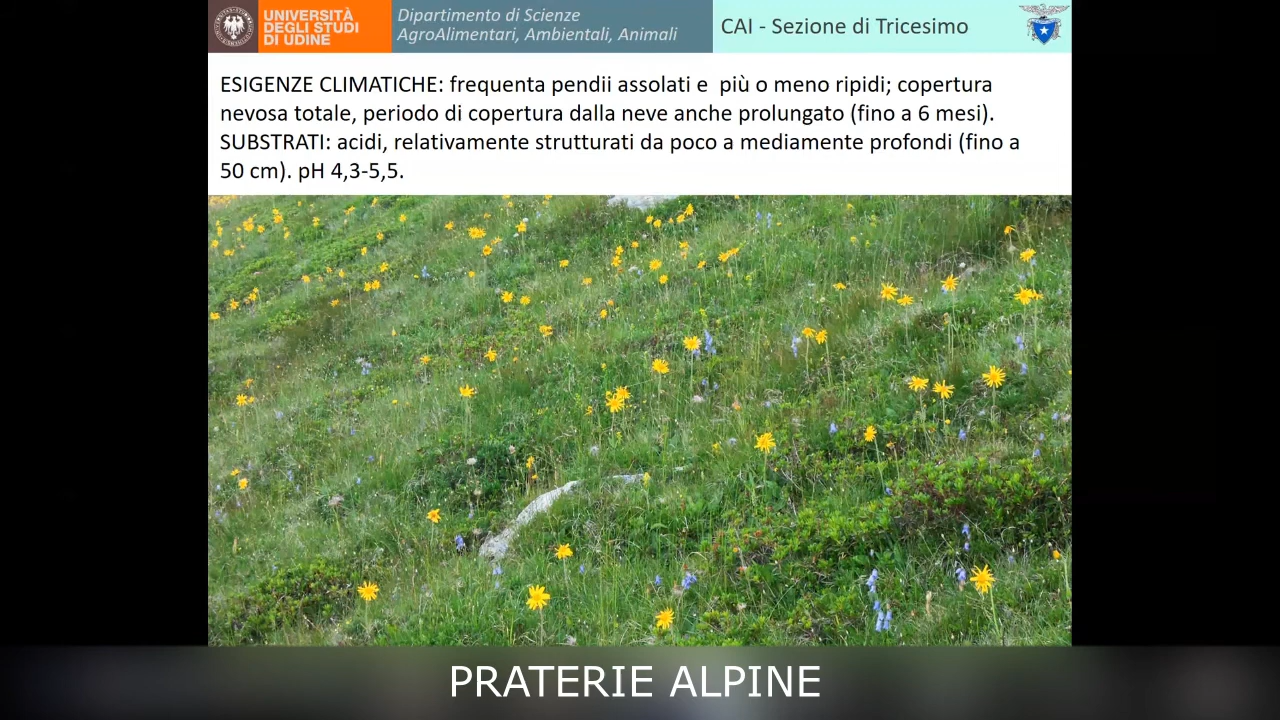 UNIVERSITÀ
DEGLI STUDI
DI UDINE
Dipartimento di Scienze
AgroAlimentari, Ambientali, Animali
CAI - Sezione di Tricesimo
ESIGENZE CLIMATICHE: frequenta pendii assolati e  più o meno ripidi; copertura
nevosa totale, periodo di copertura dalla neve anche prolungato (fino a 6 mesi).
SUBSTRATI: acidi, relativamente strutturati da poco a mediamente profondi (fino a
50 cm). pH 4,3-5,5.
PRATERIE ALPINE